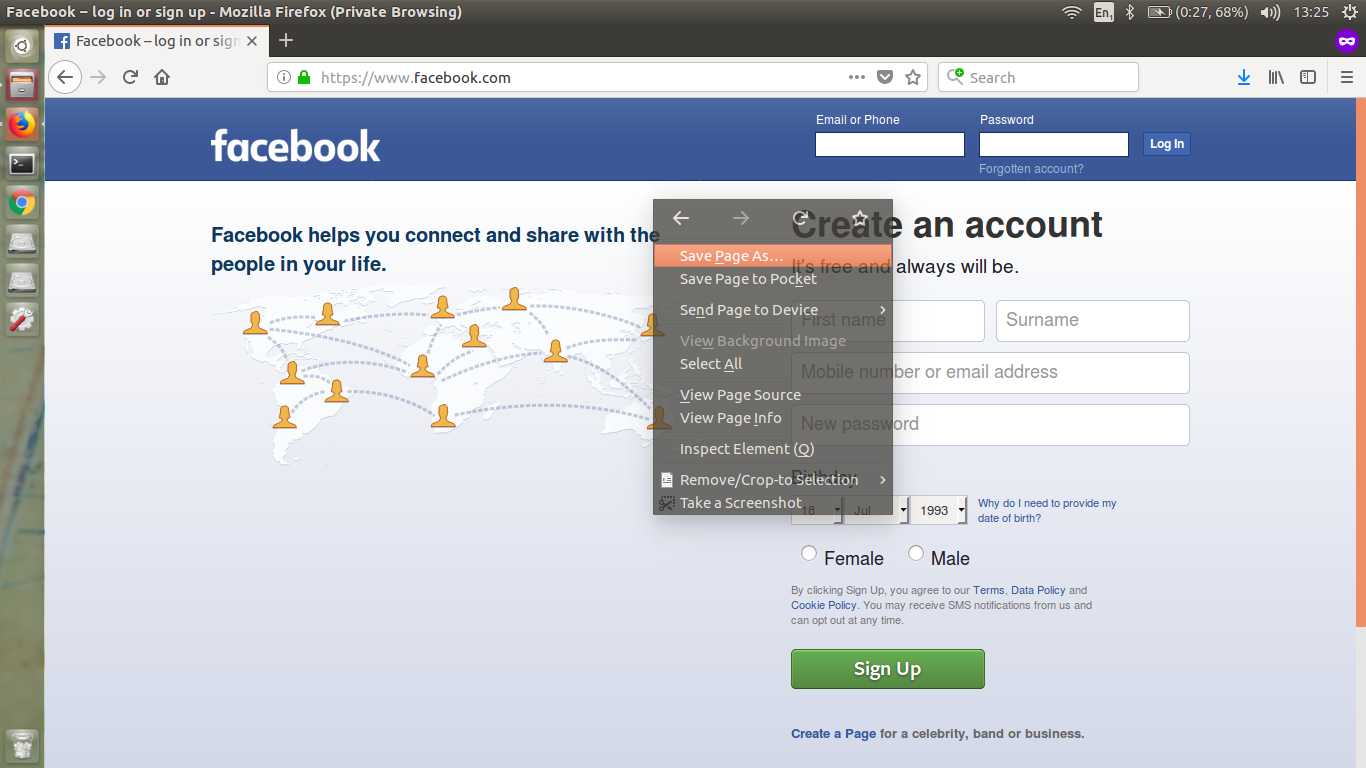 Facebook – log in or sign up - Mozilla Firefox (Private Browsing)
En1
(0:27, 68%)
13:25
Facebook – log in or sign
https://www.facebook.com
Search
facebook
Email or Phone
Password
Log In
Forgotten account?
Facebook helps you connect and share with the
people in your life.
Create an account
It's free and always will be.
First name
Surname
Mobile number or email address
New password
Birthday
18
Jul
1993
Why do I need to provide my
date of birth?
Female
Male
By clicking Sign Up, you agree to our Terms, Data Policy and
Cookie Policy. You may receive SMS notifications from us and
can opt out at any time.
Sign Up
Create a Page for a celebrity, band or business.
Save Page As...
Save Page to Pocket
Send Page to Device
View Background Image
Select All
View Page Source
View Page Info
Inspect Element (Q)
Remove/Crop-to Selection
Take a Screenshot